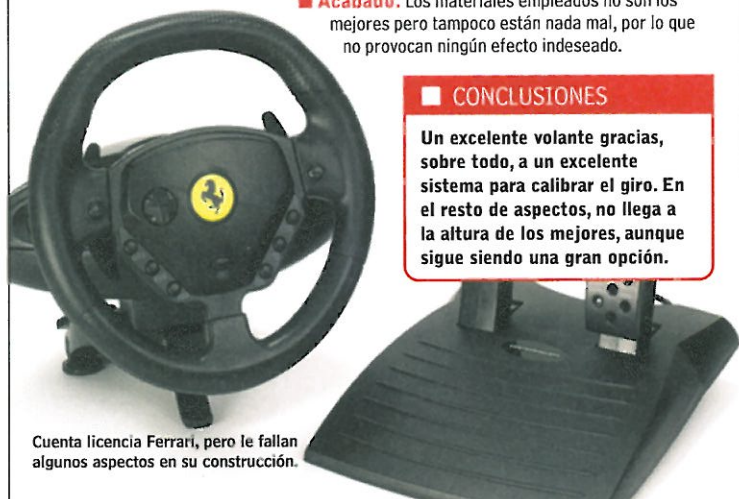 Acabado. Los materiales empleados no son los
mejores pero tampoco están nada mal, por lo que
no provocan ningún efecto indeseado.
CONCLUSIONES
Un excelente volante gracias,
sobre todo, a un excelente
sistema para calibrar el giro. En
el resto de aspectos, no llega a
la altura de los mejores, aunque
sigue siendo una gran opción.
Cuenta licencia Ferrari, pero le fallan
algunos aspectos en su construcción.